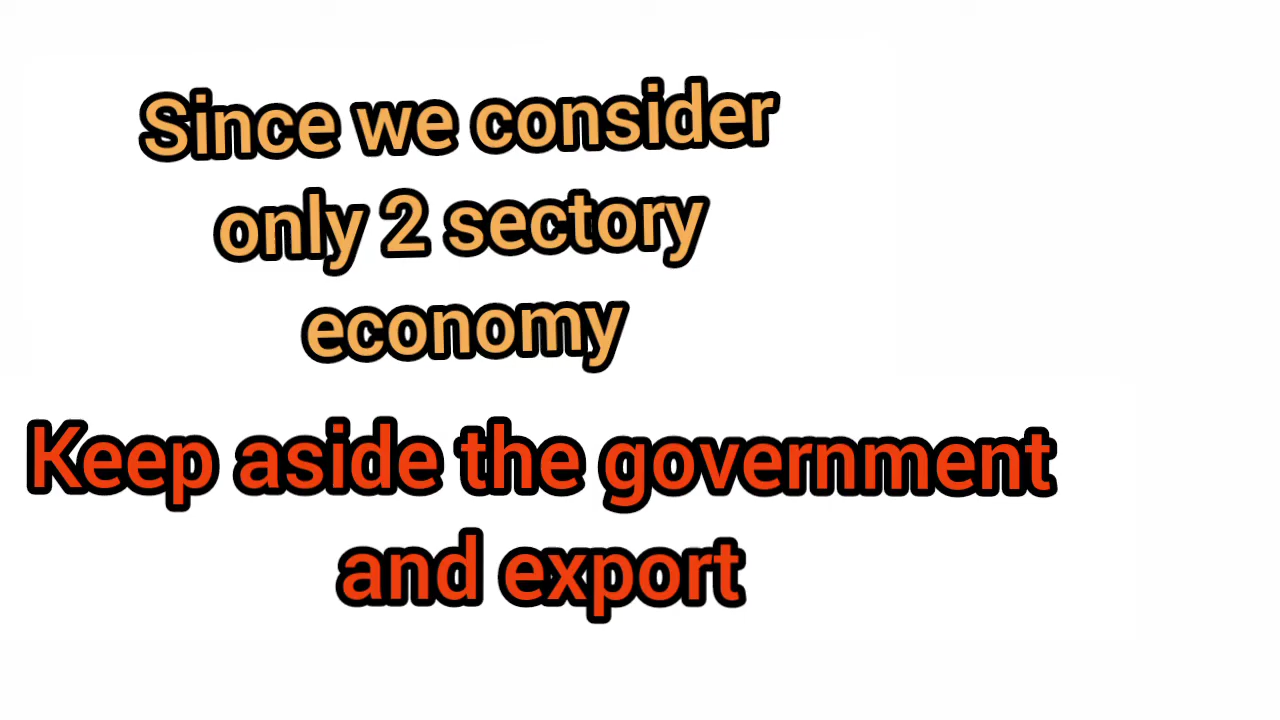 Since we consider
only 2 sectory
economy
Keep aside the government
and export